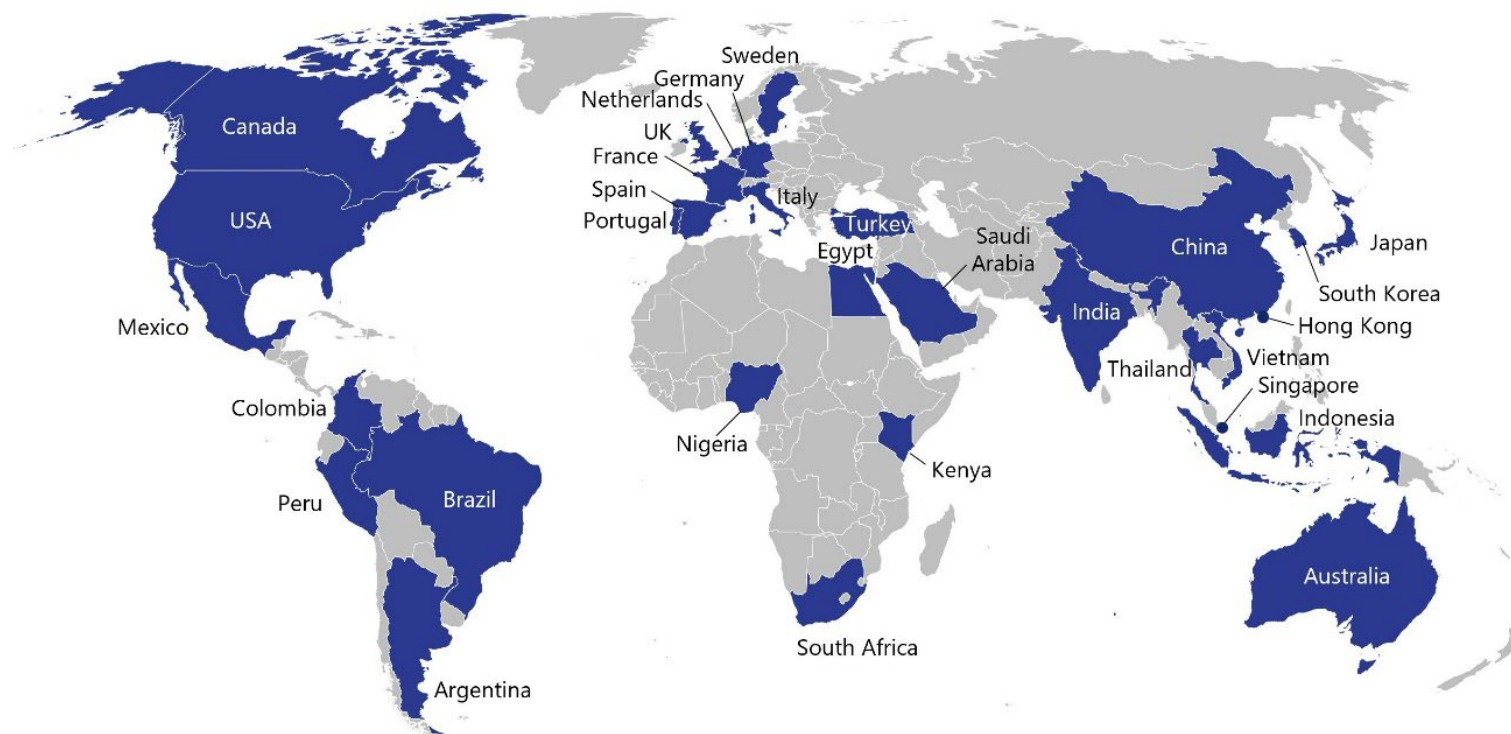 Sweden
Germany
Netherlands
Canada
UK
France
Spain
Italy
Portugal
USA
Turkey
Egypt
Saudi
Arabia
China
Japan
South Korea
India
Hong Kong
Mexico
Thailand
Vietnam
Singapore
Colombia
Indonesia
Nigeria
Kenya
Peru
Brazil
Australia
South Africa
Argentina